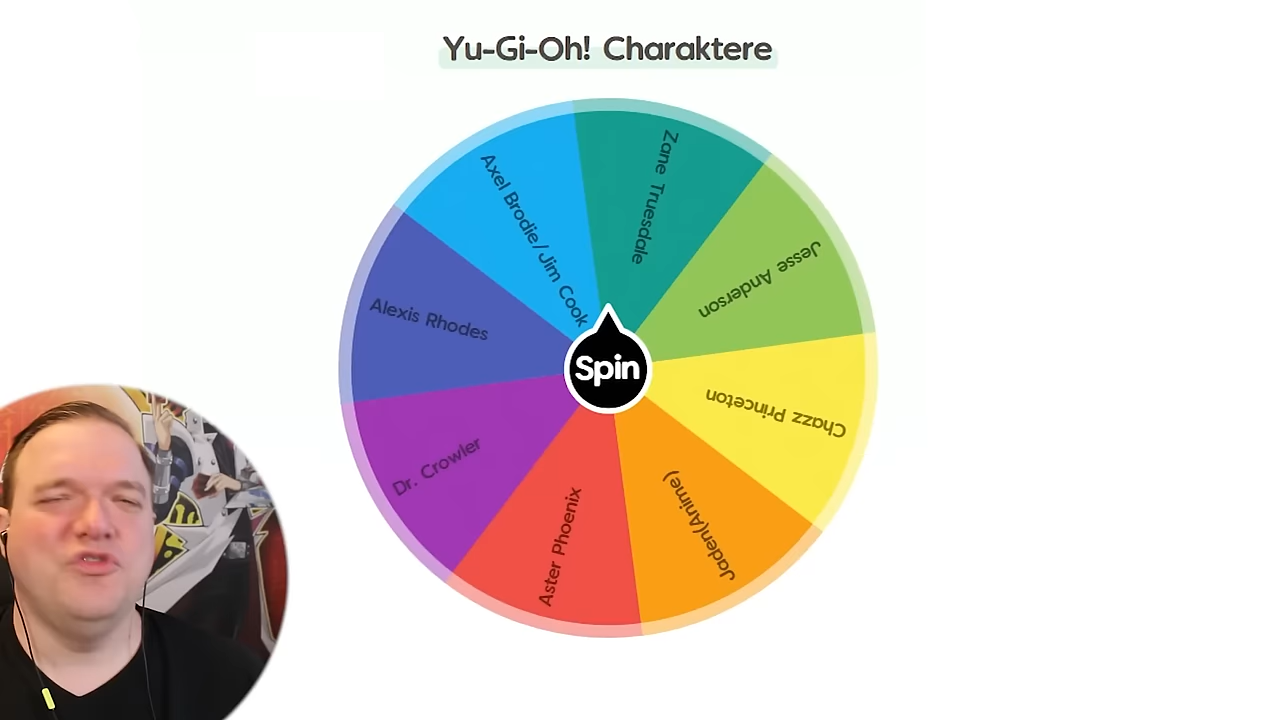 Yu-Gi-Oh! Charaktere
Zane Truesdale
Jesse Anderson
Chazz Princeton
Jaden(Anime)
Aster Phoenix
Dr. Crowler
Alexis Rhodes
Axel Brodie/Jim Cook
Spin